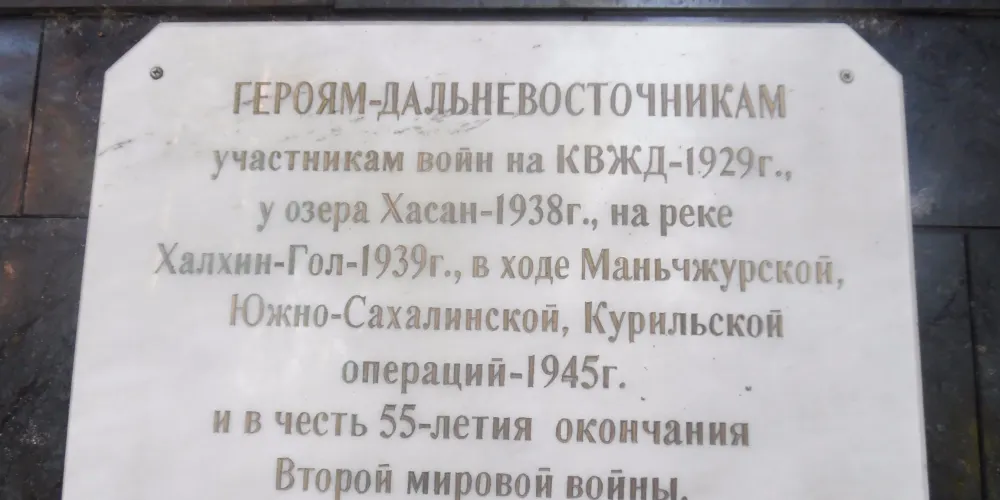 ГЕРОЯМ-ДАЛЬНЕВОСТОЧНИКАМ
участникам войн на КВЖД-1929г.,
у озера Хасан-1938г., на реке
Халхин-Гол-1939г., в ходе Маньчжурской,
Южно-Сахалинской, Курильской
операций-1945г.
и в честь 55-летия окончания
Второй мировой войны.